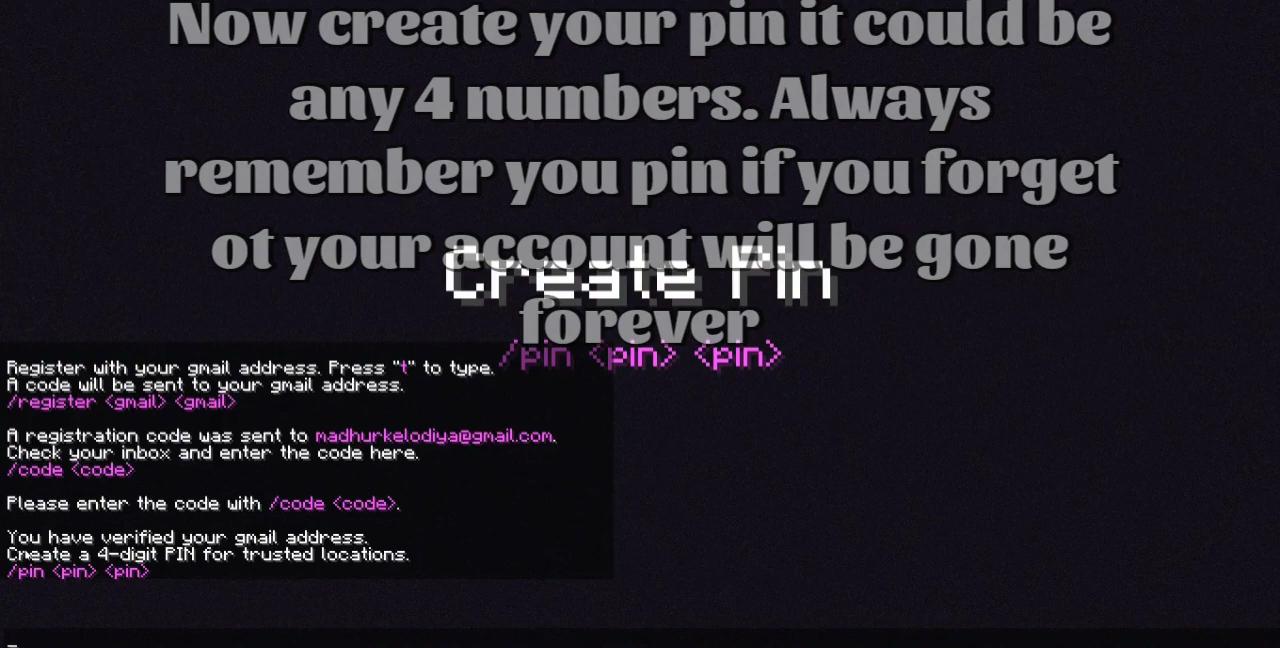 Now create your pin it could be
any 4 numbers. Always
remember you pin if you forget
ot your account will be gone
forever
Create Pin
/pin <pin> <pin>
Register with your gmail address. Press "t" to type.
A code will be sent to your gmail address.
/register <gmail> <gmail>
A registration code was sent to madhurkelodiya@gmail.com.
Check your inbox and enter the code here.
/code <code>
Please enter the code with /code <code>.
You have verified your gmail address.
Create a 4-digit PIN for trusted locations.
/pin <pin> <pin>